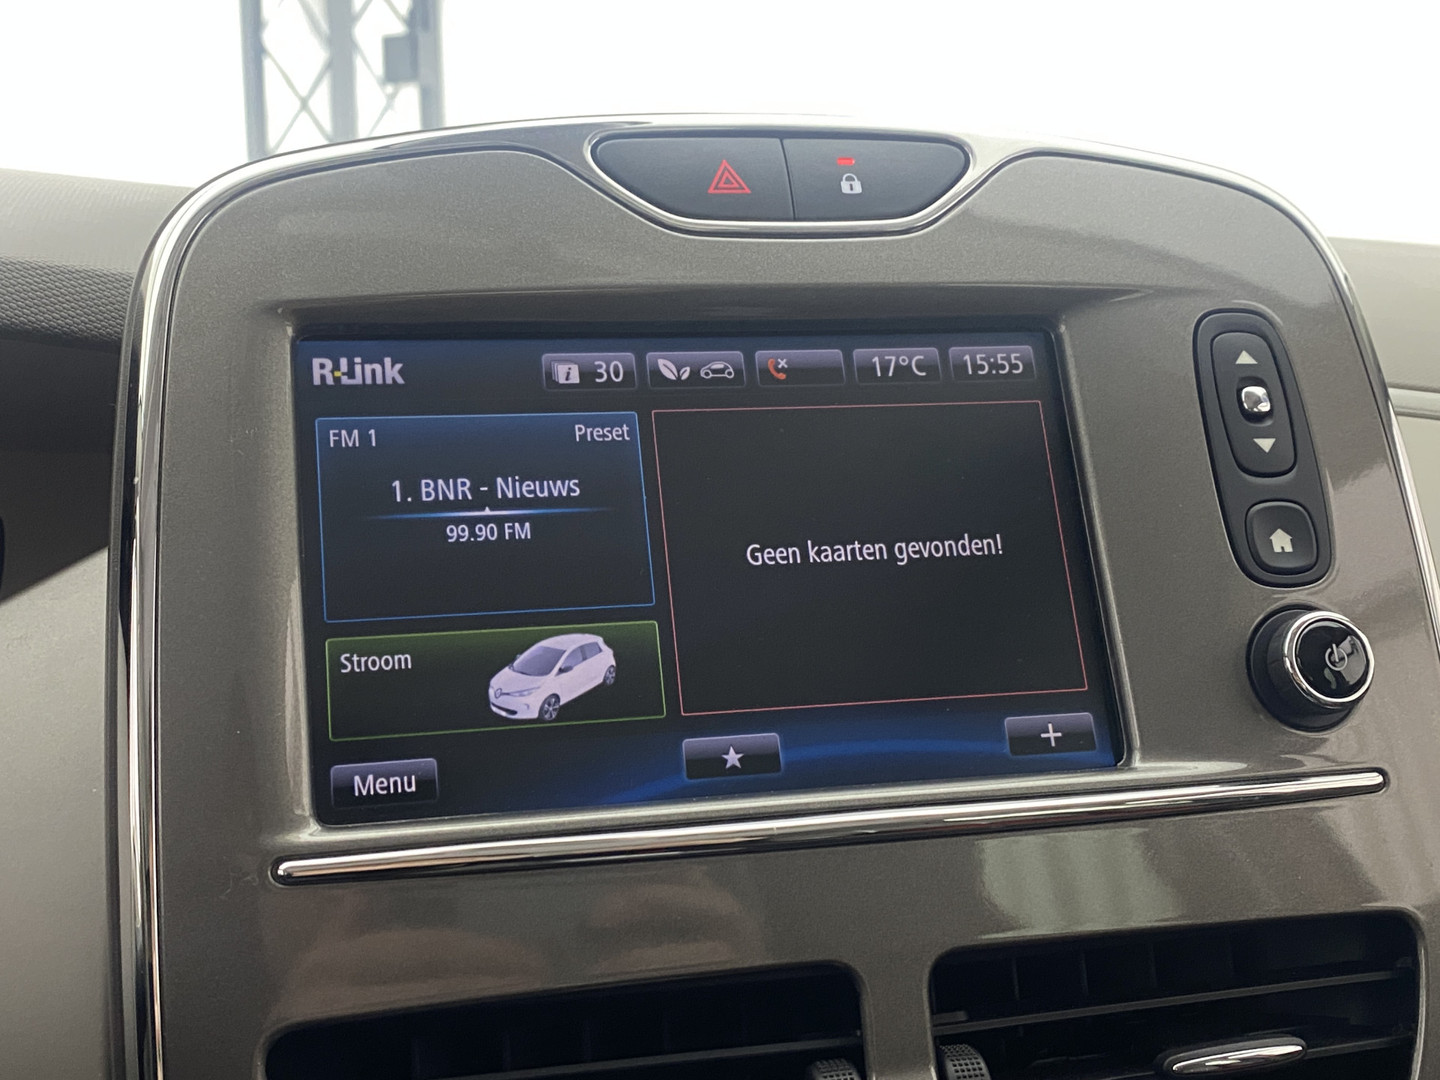 R-Link
30
17°C
15:55
FM 1
Preset
1. BNR - Nieuws
99.90 FM
Geen kaarten gevonden!
Stroom
Menu